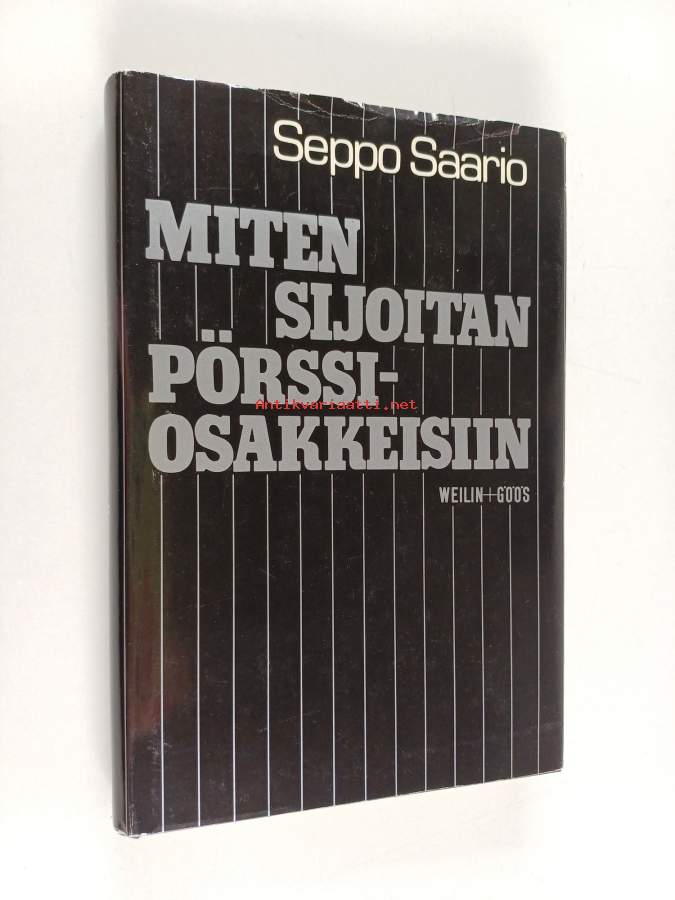 Seppo Saario
MITEN
SIJOITAN
PÖRSSI-
Antikvariaatti.net
OSAKKEISIIN
WEILIN+GÖÖS